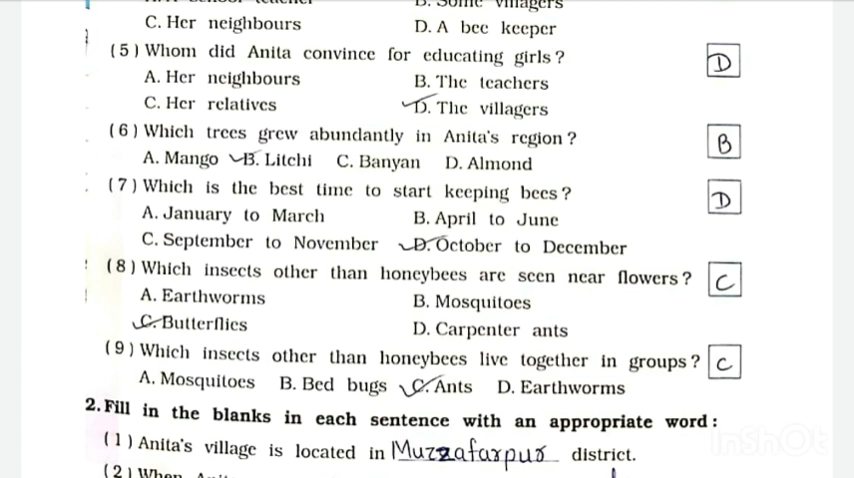 C. Her neighbours D. A bee keeper
(5) Whom did Anita convince for educating girls? D
A. Her neighbours B. The teachers
C. Her relatives D. The villagers
(6) Which trees grew abundantly in Anita's region? B
A. Mango B. Litchi C. Banyan D. Almond
(7) Which is the best time to start keeping bees? D
A. January to March B. April to June
C. September to November D. October to December
(8) Which insects other than honeybees are seen near flowers? C
A. Earthworms B. Mosquitoes
C. Butterflies D. Carpenter ants
(9) Which insects other than honeybees live together in groups? C
A. Mosquitoes B. Bed bugs C. Ants D. Earthworms
2. Fill in the blanks in each sentence with an appropriate word:
(1) Anita's village is located in Muzzafarpur district.
InShOt
(2) When